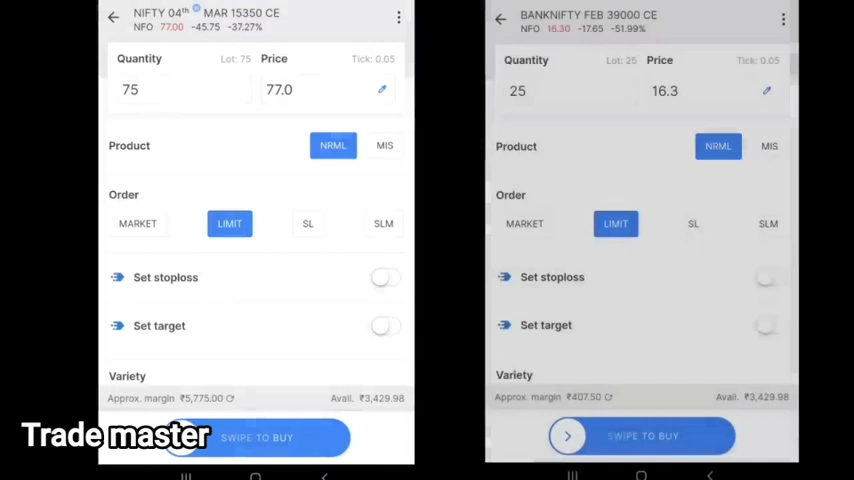 NIFTY 04th W MAR 15350 CE
NFO 77.00 -45.75 -37.27%
Quantity Lot: 75 Price Tick: 0.05
75 77.0
Product NRML MIS
Order
MARKET LIMIT SL SLM
Set stoploss
Set target
Variety
Approx. margin ₹5,775.00 Avail. ₹3,429.98
SWIPE TO BUY
BANKNIFTY FEB 39000 CE
NFO 16.30 -17.65 -51.99%
Quantity Lot: 25 Price Tick: 0.05
25 16.3
Product NRML MIS
Order
MARKET LIMIT SL SLM
Set stoploss
Set target
Variety
Approx. margin ₹407.50 Avail. ₹3,429.98
SWIPE TO BUY
Trade master